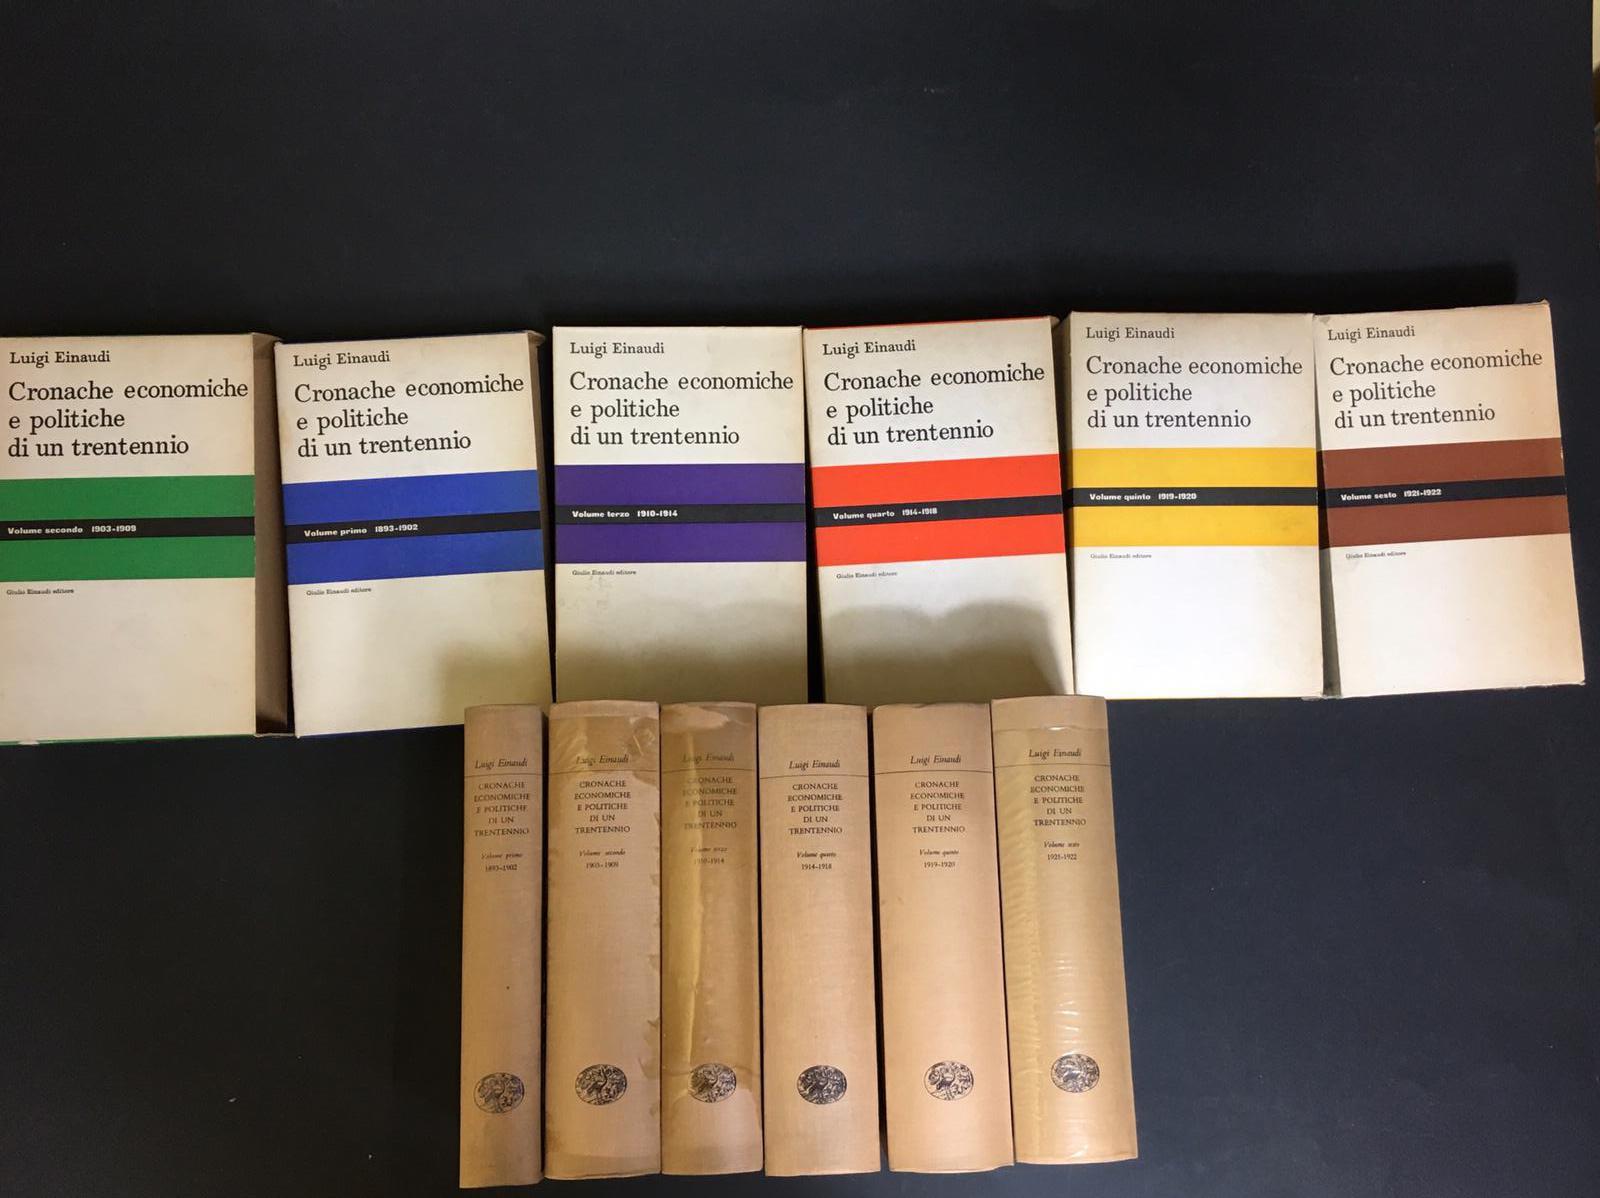 Luigi Einaudi
Cronache economiche
e politiche
di un trentennio
Volume secondo 1903-1909
Giulio Einaudi editore
Luigi Einaudi
Cronache economiche
e politiche
di un trentennio
Volume primo 1893-1902
Giulio Einaudi editore
Luigi Einaudi
Cronache economiche
e politiche
di un trentennio
Volume terzo 1910-1914
Giulio Einaudi editore
Luigi Einaudi
Cronache economiche
e politiche
di un trentennio
Volume quarto 1914-1918
Giulio Einaudi editore
Luigi Einaudi
Cronache economiche
e politiche
di un trentennio
Volume quinto 1919-1920
Giulio Einaudi editore
Luigi Einaudi
Cronache economiche
e politiche
di un trentennio
Volume sesto 1921-1922
Giulio Einaudi editore
Luigi Einaudi
CRONACHE
ECONOMICHE
E POLITICHE
DI UN
TRENTENNIO
Volume primo
1893-1902
Luigi Einaudi
CRONACHE
ECONOMICHE
E POLITICHE
DI UN
TRENTENNIO
Volume secondo
1903-1909
Luigi Einaudi
CRONACHE
ECONOMICHE
E POLITICHE
DI UN
TRENTENNIO
Volume terzo
1910-1914
Luigi Einaudi
CRONACHE
ECONOMICHE
E POLITICHE
DI UN
TRENTENNIO
Volume quarto
1914-1918
Luigi Einaudi
CRONACHE
ECONOMICHE
E POLITICHE
DI UN
TRENTENNIO
Volume quinto
1919-1920
Luigi Einaudi
CRONACHE
ECONOMICHE
E POLITICHE
DI UN
TRENTENNIO
Volume sesto
1921-1922